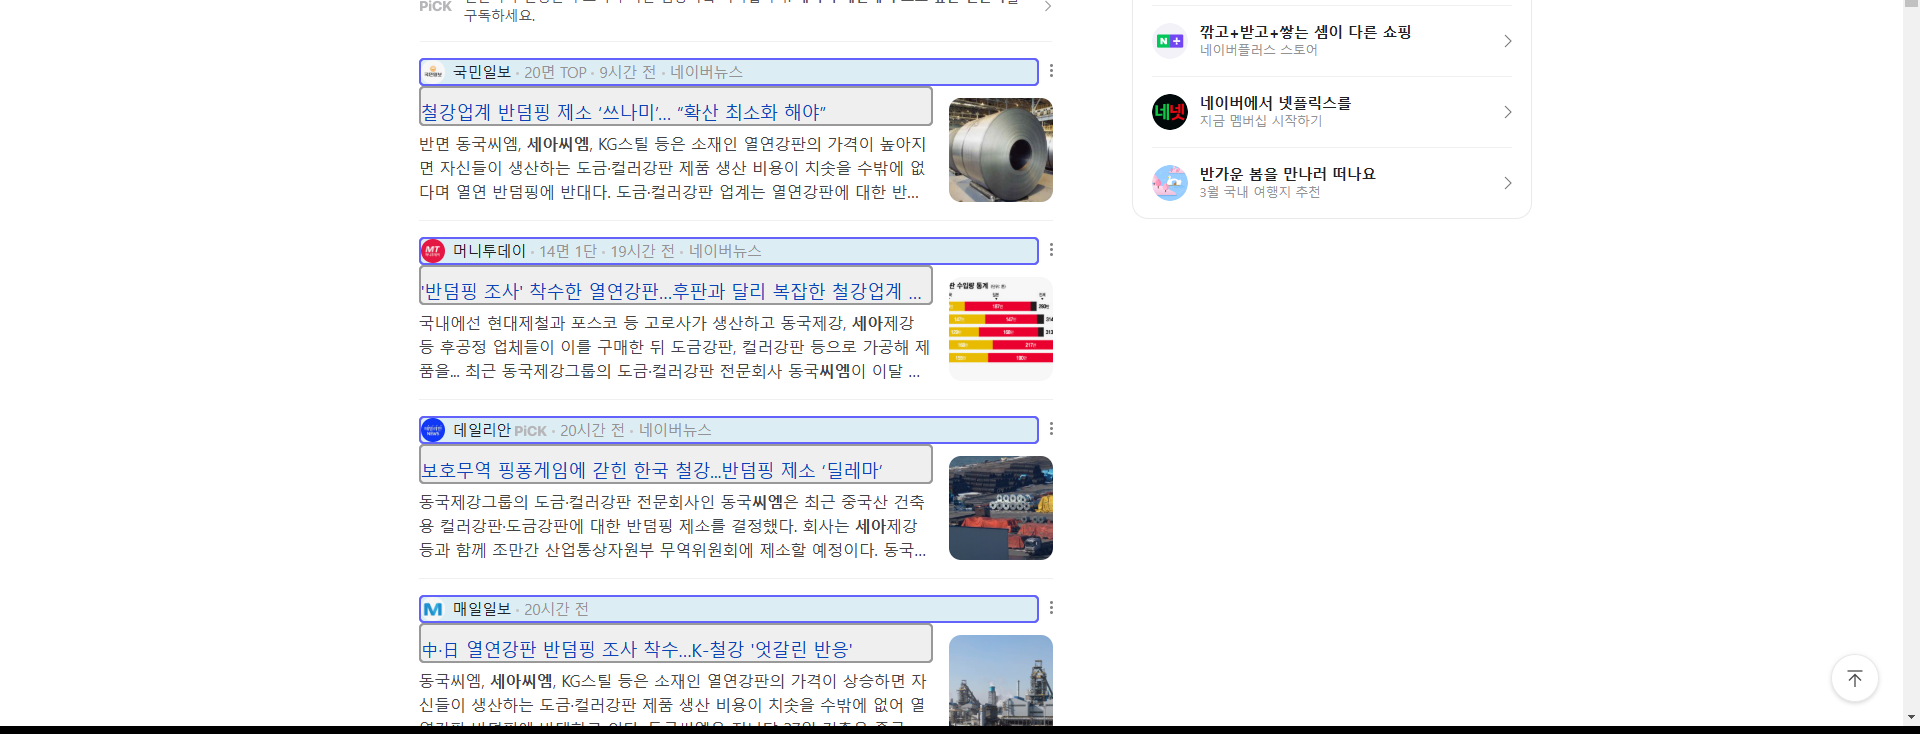 PiCK
구독하세요.
국민일보 · 20면 TOP · 9시간 전 · 네이버뉴스
철강업계 반덤핑 제소 ‘쓰나미’… “확산 최소화 해야”
반면 동국씨엠, 세아씨엠, KG스틸 등은 소재인 열연강판의 가격이 높아지
면 자신들이 생산하는 도금·컬러강판 제품 생산 비용이 치솟을 수밖에 없
다며 열연 반덤핑에 반대다. 도금·컬러강판 업계는 열연강판에 대한 반...
머니투데이 · 14면 1단 · 19시간 전 · 네이버뉴스
'반덤핑 조사' 착수한 열연강판...후판과 달리 복잡한 철강업계 ...
국내에선 현대제철과 포스코 등 고로사가 생산하고 동국제강, 세아제강
등 후공정 업체들이 이를 구매한 뒤 도금강판, 컬러강판 등으로 가공해 제
품을... 최근 동국제강그룹의 도금·컬러강판 전문회사 동국씨엠이 이달 ...
데일리안 PiCK · 20시간 전 · 네이버뉴스
보호무역 핑퐁게임에 갇힌 한국 철강...반덤핑 제소 ‘딜레마’
동국제강그룹의 도금·컬러강판 전문회사인 동국씨엠은 최근 중국산 건축
용 컬러강판·도금강판에 대한 반덤핑 제소를 결정했다. 회사는 세아제강
등과 함께 조만간 산업통상자원부 무역위원회에 제소할 예정이다. 동국...
매일일보 · 20시간 전
中·日 열연강판 반덤핑 조사 착수…K-철강 '엇갈린 반응'
동국씨엠, 세아씨엠, KG스틸 등은 소재인 열연강판의 가격이 상승하면 자
신들이 생산하는 도금·컬러강판 제품 생산 비용이 치솟을 수밖에 없어 열
깎고+받고+쌓는 셈이 다른 쇼핑
네이버플러스 스토어
네넷
네이버에서 넷플릭스를
지금 멤버십 시작하기
반가운 봄을 만나러 떠나요
3월 국내 여행지 추천